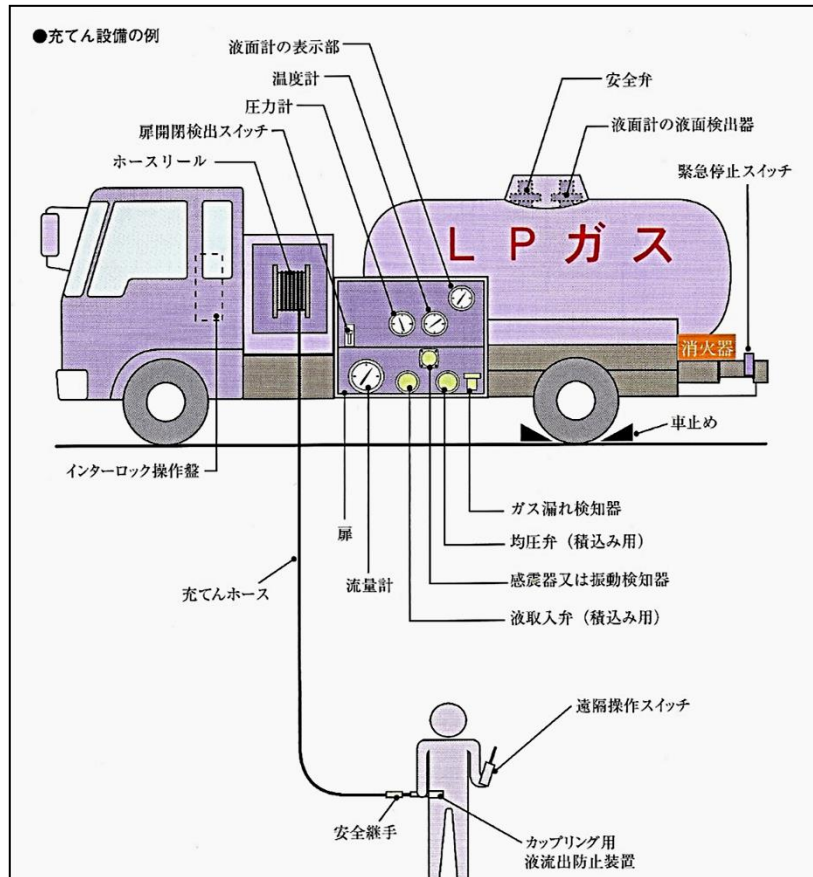 ●充てん設備の例
液面計の表示部
温度計
圧力計
扉開閉検出スイッチ
ホースリール
安全弁
液面計の液面検出器
緊急停止スイッチ
LPガス
消火器
車止め
インターロック操作盤
ガス漏れ検知器
扉
均圧弁（積込み用）
流量計
感震器又は振動検知器
充てんホース
液取入弁（積込み用）
遠隔操作スイッチ
安全継手
カップリング用
液流出防止装置